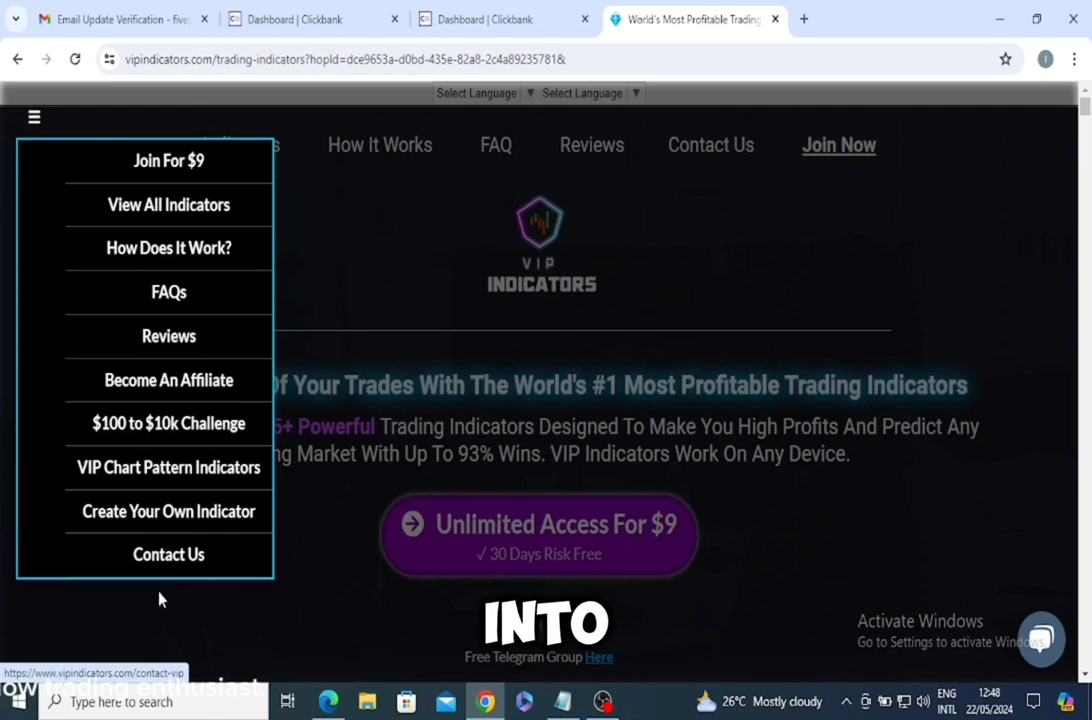 Email Update Verification - five
Dashboard | Clickbank
Dashboard | Clickbank
World's Most Profitable Trading
vipindicators.com/trading-indicators?hopId=dce9653a-d0bd-435e-82a8-2c4a89235781&
Select Language ▼ Select Language ▼
How It Works
FAQ
Reviews
Contact Us
Join Now
Join For $9
View All Indicators
How Does It Work?
FAQs
Reviews
Become An Affiliate
$100 to $10k Challenge
VIP Chart Pattern Indicators
Create Your Own Indicator
Contact Us
VIP
INDICATORS
Of Your Trades With The World's #1 Most Profitable Trading Indicators
5+ Powerful Trading Indicators Designed To Make You High Profits And Predict Any
Market With Up To 93% Wins. VIP Indicators Work On Any Device.
Unlimited Access For $9
✓ 30 Days Risk Free
INTO
Free Telegram Group Here
Activate Windows
Go to Settings to activate Windows.
https://www.vipindicators.com/contact-vip
trading enthusiast.
Type here to search
26°C Mostly cloudy
ENG
INTL
12:48
22/05/2024